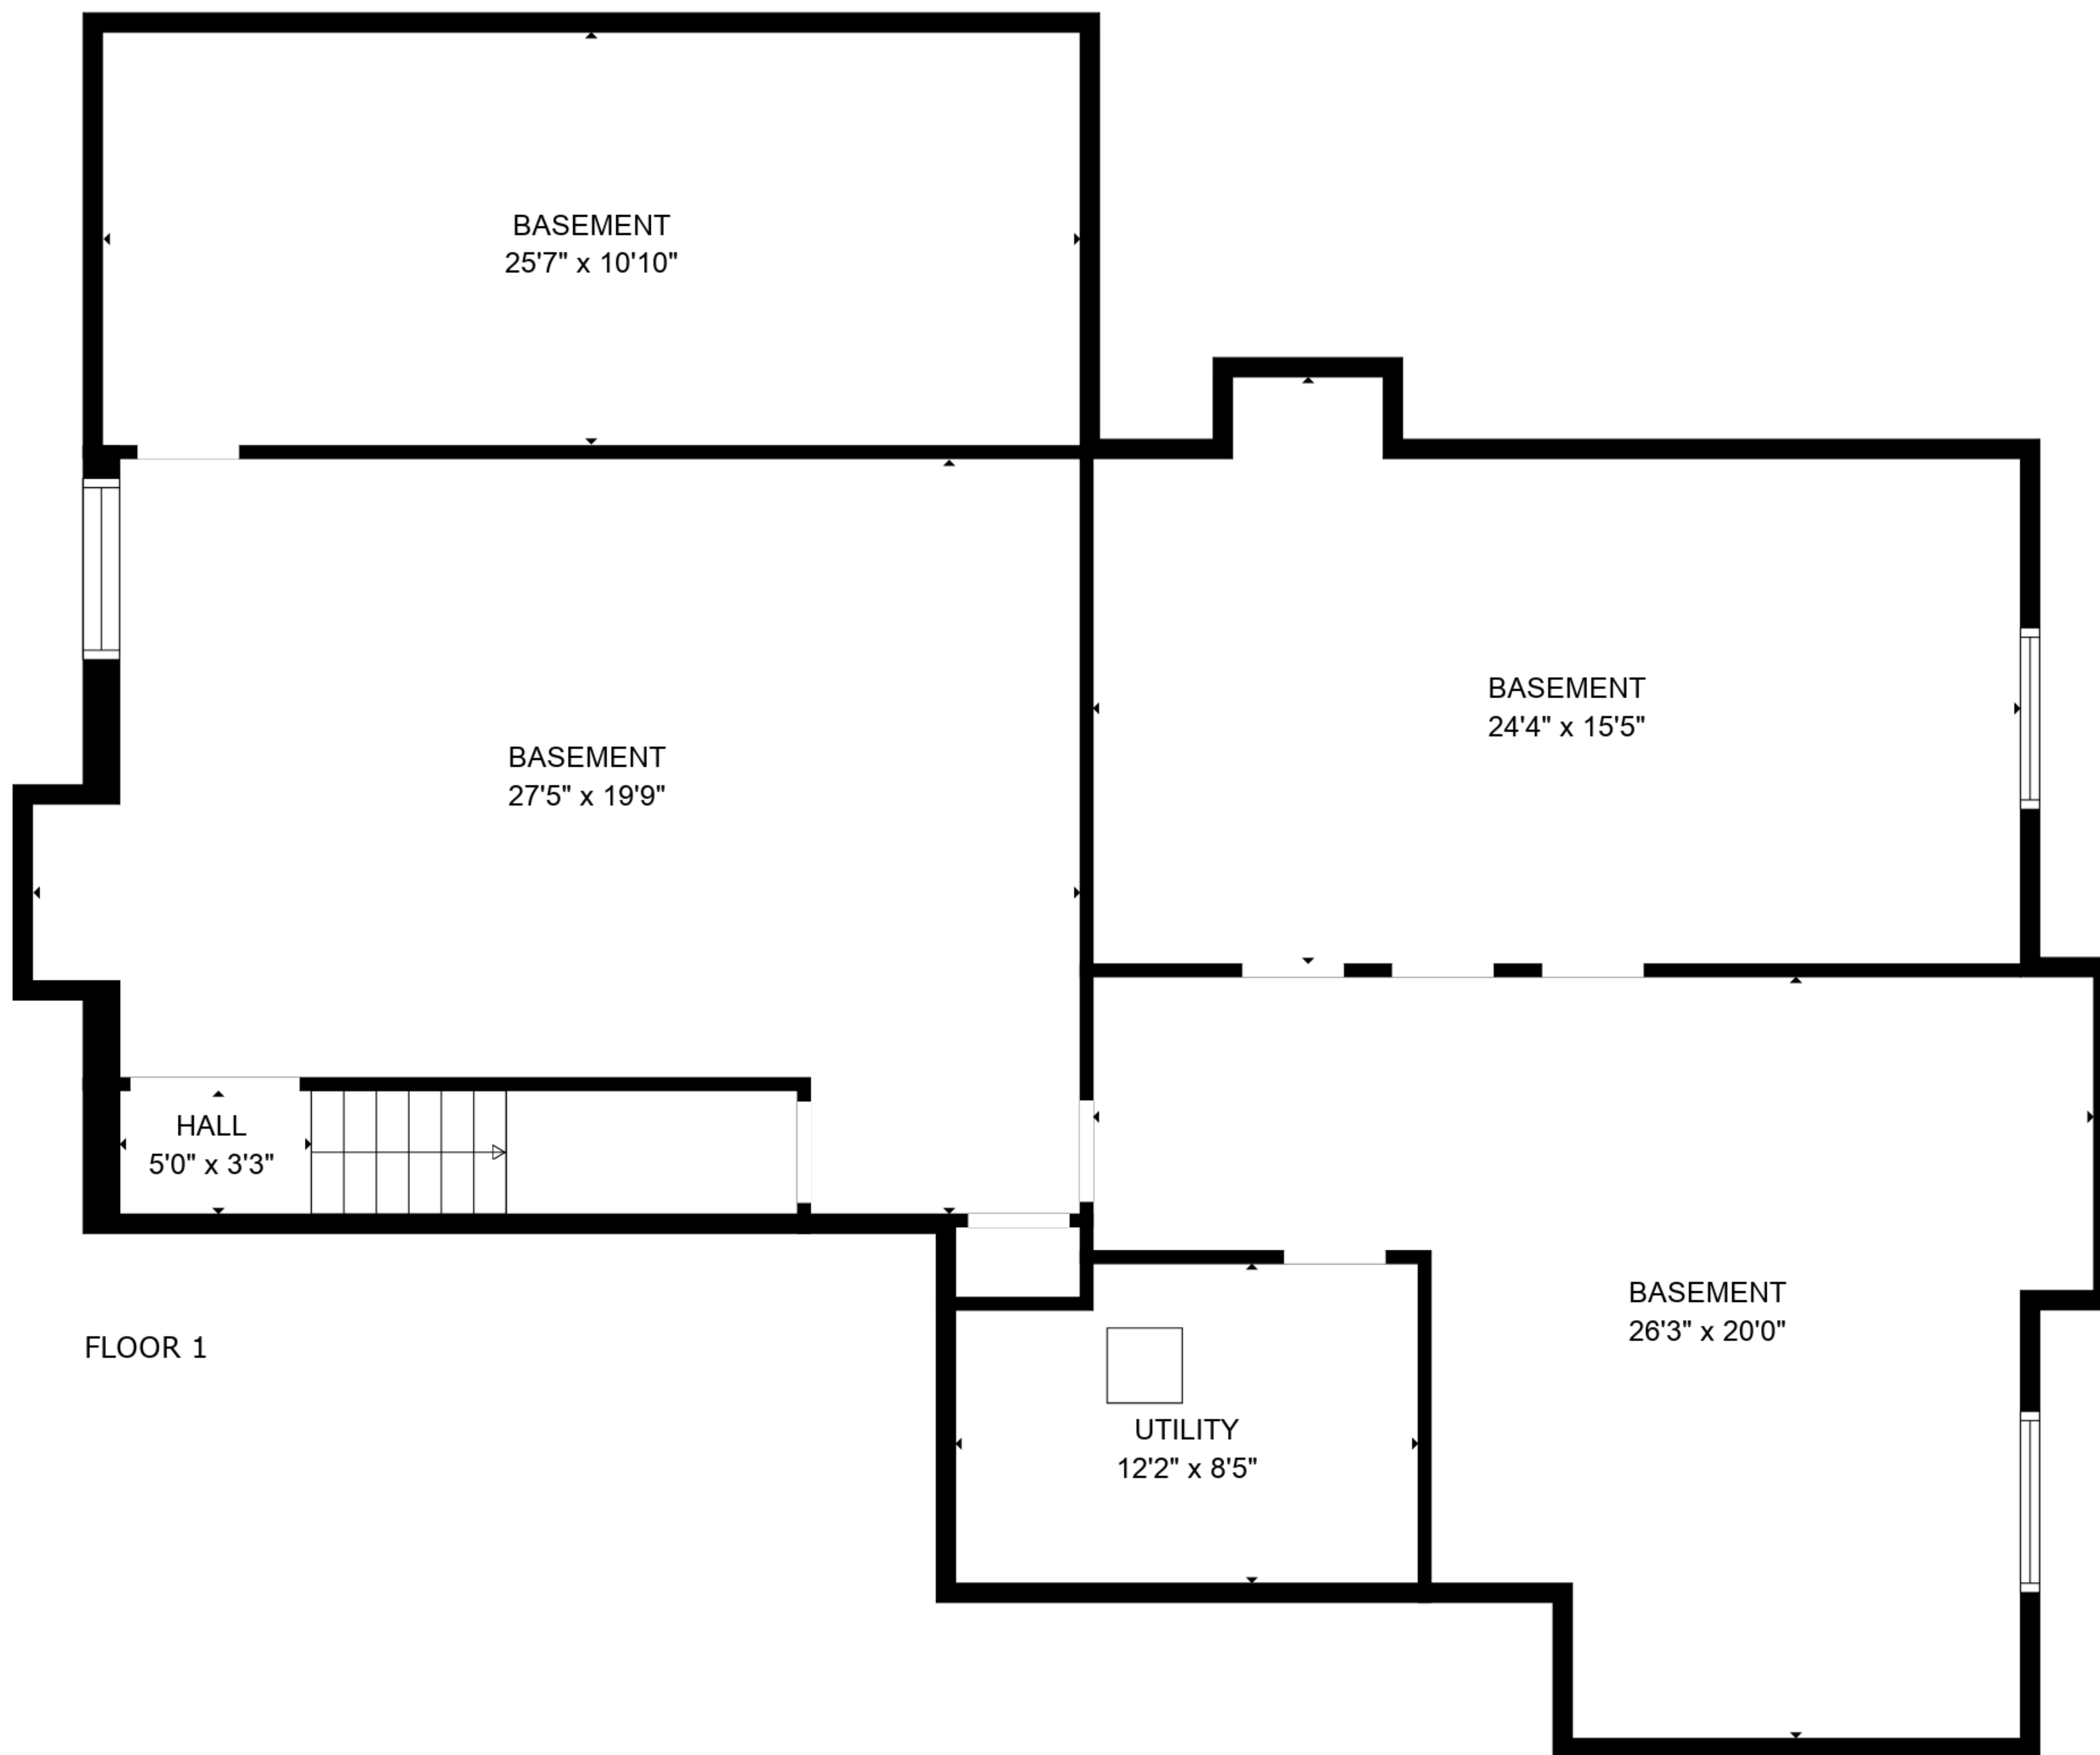 BASEMENT
25'7" x 10'10"
BASEMENT
24'4" x 15'5"
BASEMENT
27'5" x 19'9"
HALL
5'0" x 3'3"
BASEMENT
26'3" x 20'0"
FLOOR 1
UTILITY
12'2" x 8'5"